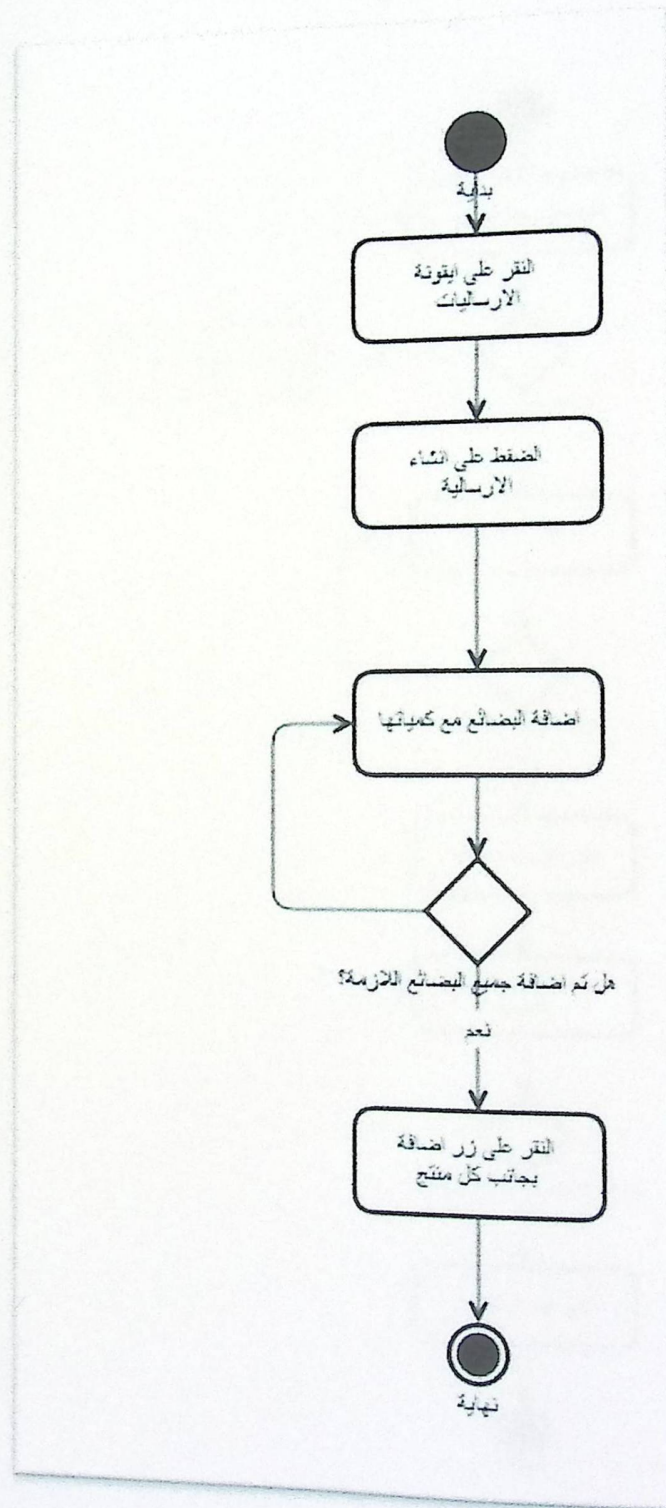 بداية
النقر على ايقونة
الارساليات
الضغط على انشاء
الارسالية
اضافة البضائع مع كمياتها
هل تم اضافة جميع البضائع اللازمة؟
نعم
النقر على زر اضافة
بجانب كل منتج
نهاية